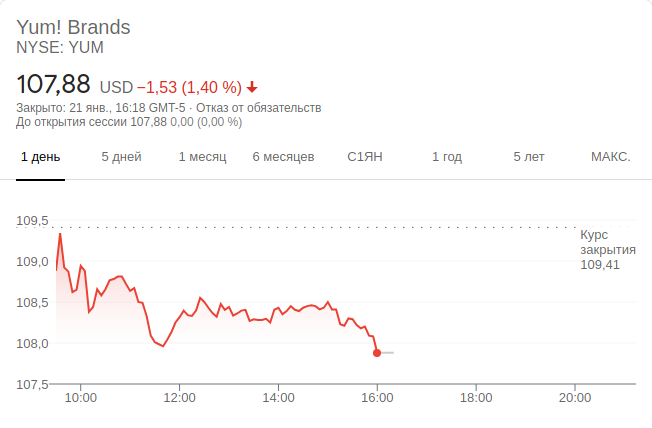 Yum! Brands
NYSE: YUM
107,88 USD −1,53 (1,40 %)
Закрыто: 21 янв., 16:18 GMT-5 · Отказ от обязательств
До открытия сессии 107,88 0,00 (0,00 %)
1 день 5 дней 1 месяц 6 месяцев С1ЯН 1 год 5 лет МАКС.
109,5
Курс
закрытия
109,41
109,0
108,5
108,0
107,5
10:00 12:00 14:00 16:00 18:00 20:00